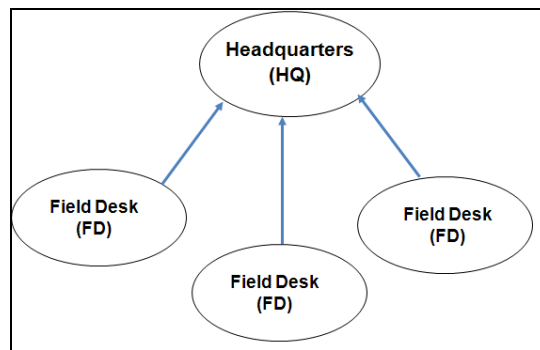 Headquarters
(HQ)
Field Desk
(FD)
Field Desk
(FD)
Field Desk
(FD)